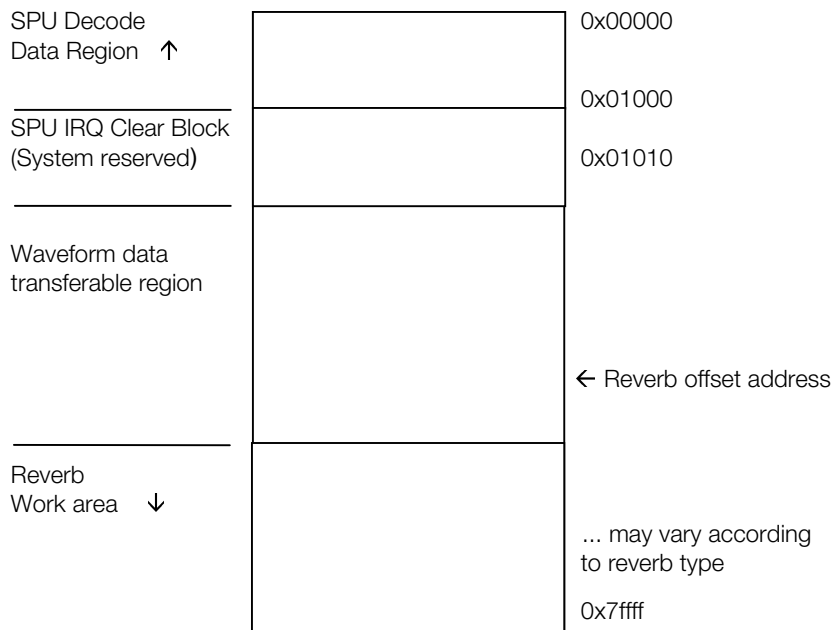 SPU Decode
Data Region ↑
0x00000
0x01000
SPU IRQ Clear Block
(System reserved)
0x01010
Waveform data
transferable region
← Reverb offset address
Reverb
Work area ↓
... may vary according
to reverb type
0x7ffff